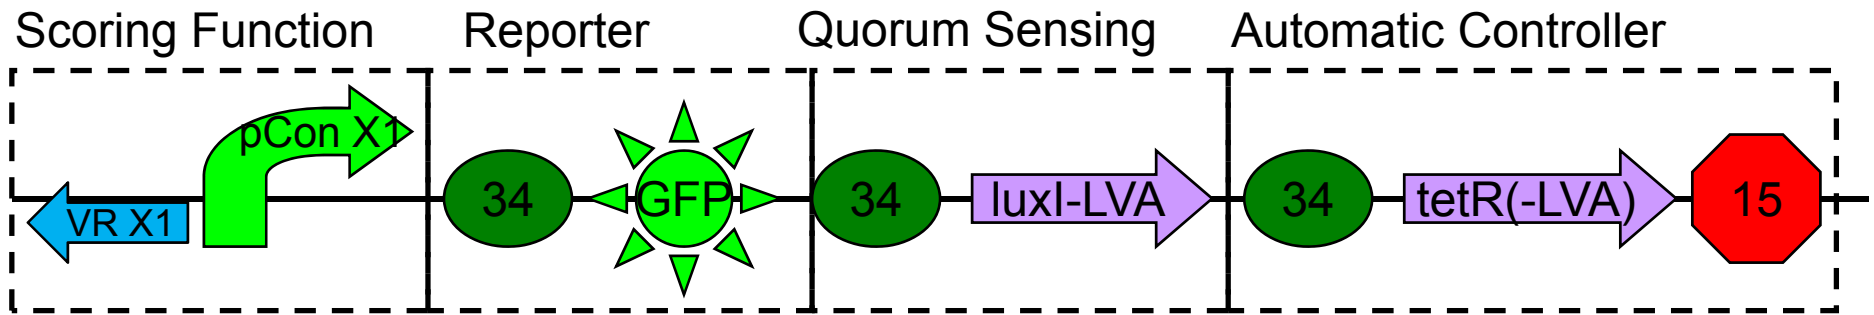 Scoring Function
Reporter
Quorum Sensing
Automatic Controller
pCon X1
VR X1
34
GFP
34
luxI-LVA
34
tetR(-LVA)
15